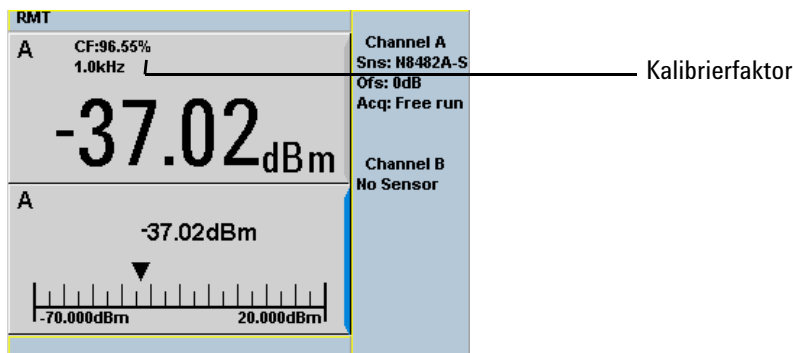 RMT
A
CF:96.55%
1.0kHz
-37.02dBm
A
-37.02dBm
-70.000dBm
20.000dBm
Channel A
Sns: N8482A-S
Ofs: 0dB
Acq: Free run
Channel B
No Sensor
Kalibrierfaktor